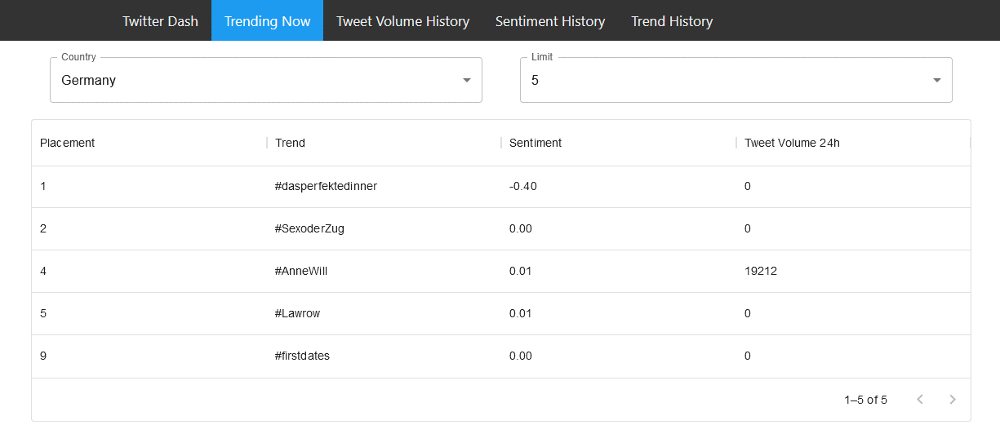 Twitter Dash Trending Now Tweet Volume History Sentiment History Trend History
Country Limit
Germany 5
Placement Trend Sentiment Tweet Volume 24h
1 #dasperfektedinner -0.40 0
2 #SexoderZug 0.00 0
4 #AnneWill 0.01 19212
5 #Lawrow 0.01 0
9 #firstdates 0.00 0
1–5 of 5